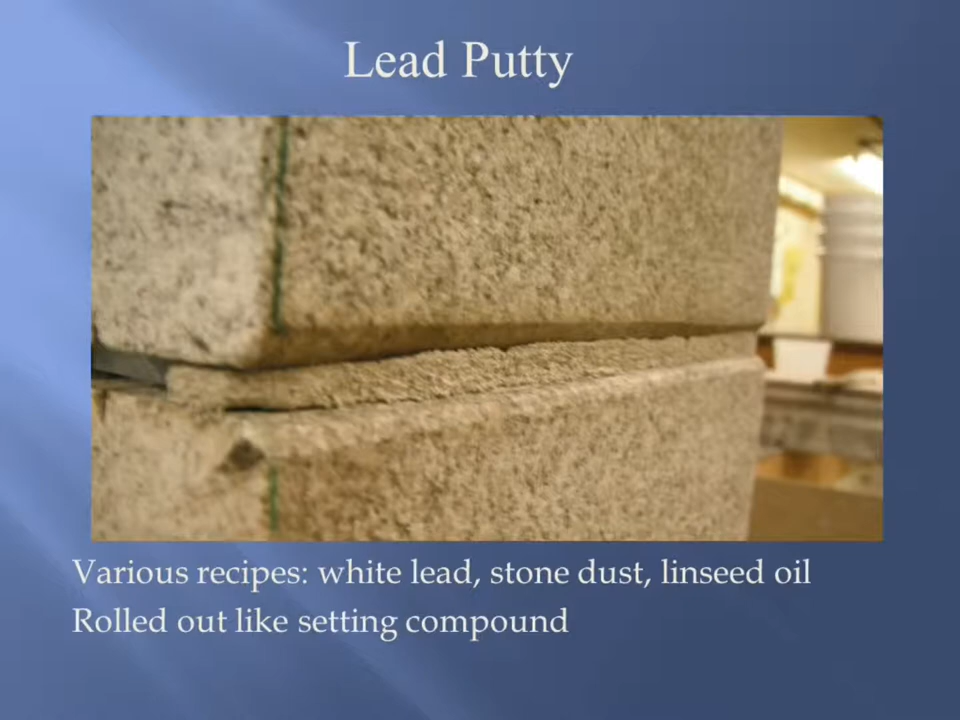 Lead Putty
Various recipes: white lead, stone dust, linseed oil
Rolled out like setting compound